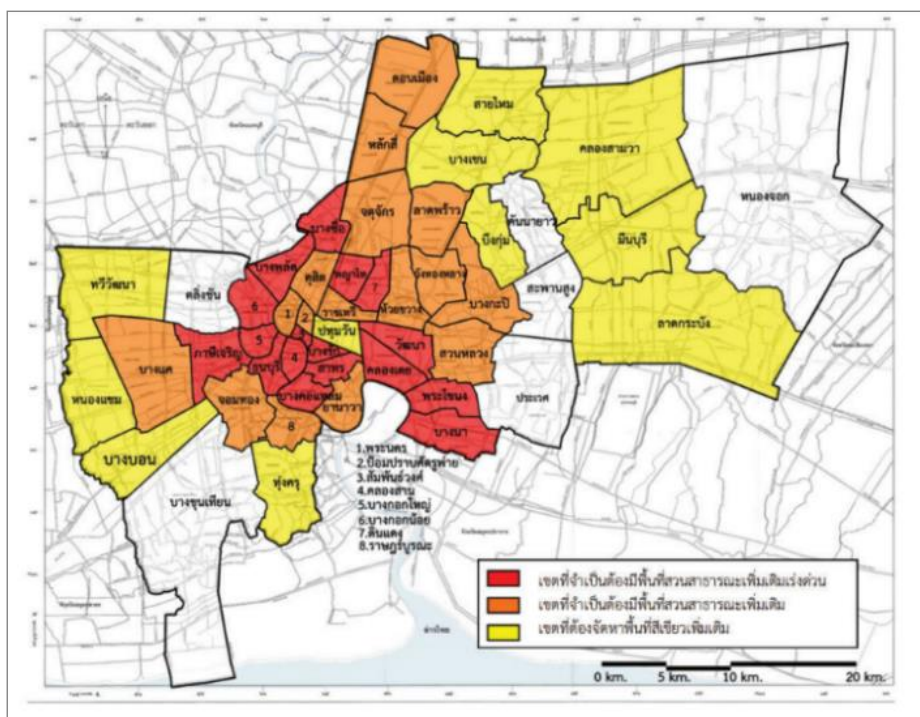 ดอนเมือง
สายไหม
หลักสี่
บางเขน
คลองสามวา
หนองจอก
จตุจักร
ลาดพร้าว
คันนายาว
บึงกุ่ม
มีนบุรี
บางซื่อ
บางพลัด
ดุสิต
พญาไท
วังทองหลาง
ทวีวัฒนา
ตลิ่งชัน
สะพานสูง
บางกะปิ
6
7
1
2
ราชเทวี
ห้วยขวาง
ลาดกระบัง
ปทุมวัน
5
4
วัฒนา
สวนหลวง
ภาษีเจริญ
ธนบุรี
บางรัก
สาทร
คลองเตย
บางแค
หนองแขม
จอมทอง
บางคอแหลม
ยานนาวา
พระโขนง
ประเวศ
8
บางนา
บางบอน
ทุ่งครุ
บางขุนเทียน
1.พระนคร
2.ป้อมปราบศัตรูพ่าย
3.สัมพันธวงศ์
4.คลองสาน
5.บางกอกใหญ่
6.บางกอกน้อย
7.ดินแดง
8.ราษฎร์บูรณะ
อ่าวไทย
เขตที่จำเป็นต้องมีพื้นที่สวนสาธารณะเพิ่มเติมเร่งด่วน
เขตที่จำเป็นต้องมีพื้นที่สวนสาธารณะเพิ่มเติม
เขตที่ต้องจัดหาพื้นที่สีเขียวเพิ่มเติม
0 km. 5 km. 10 km. 20 km.